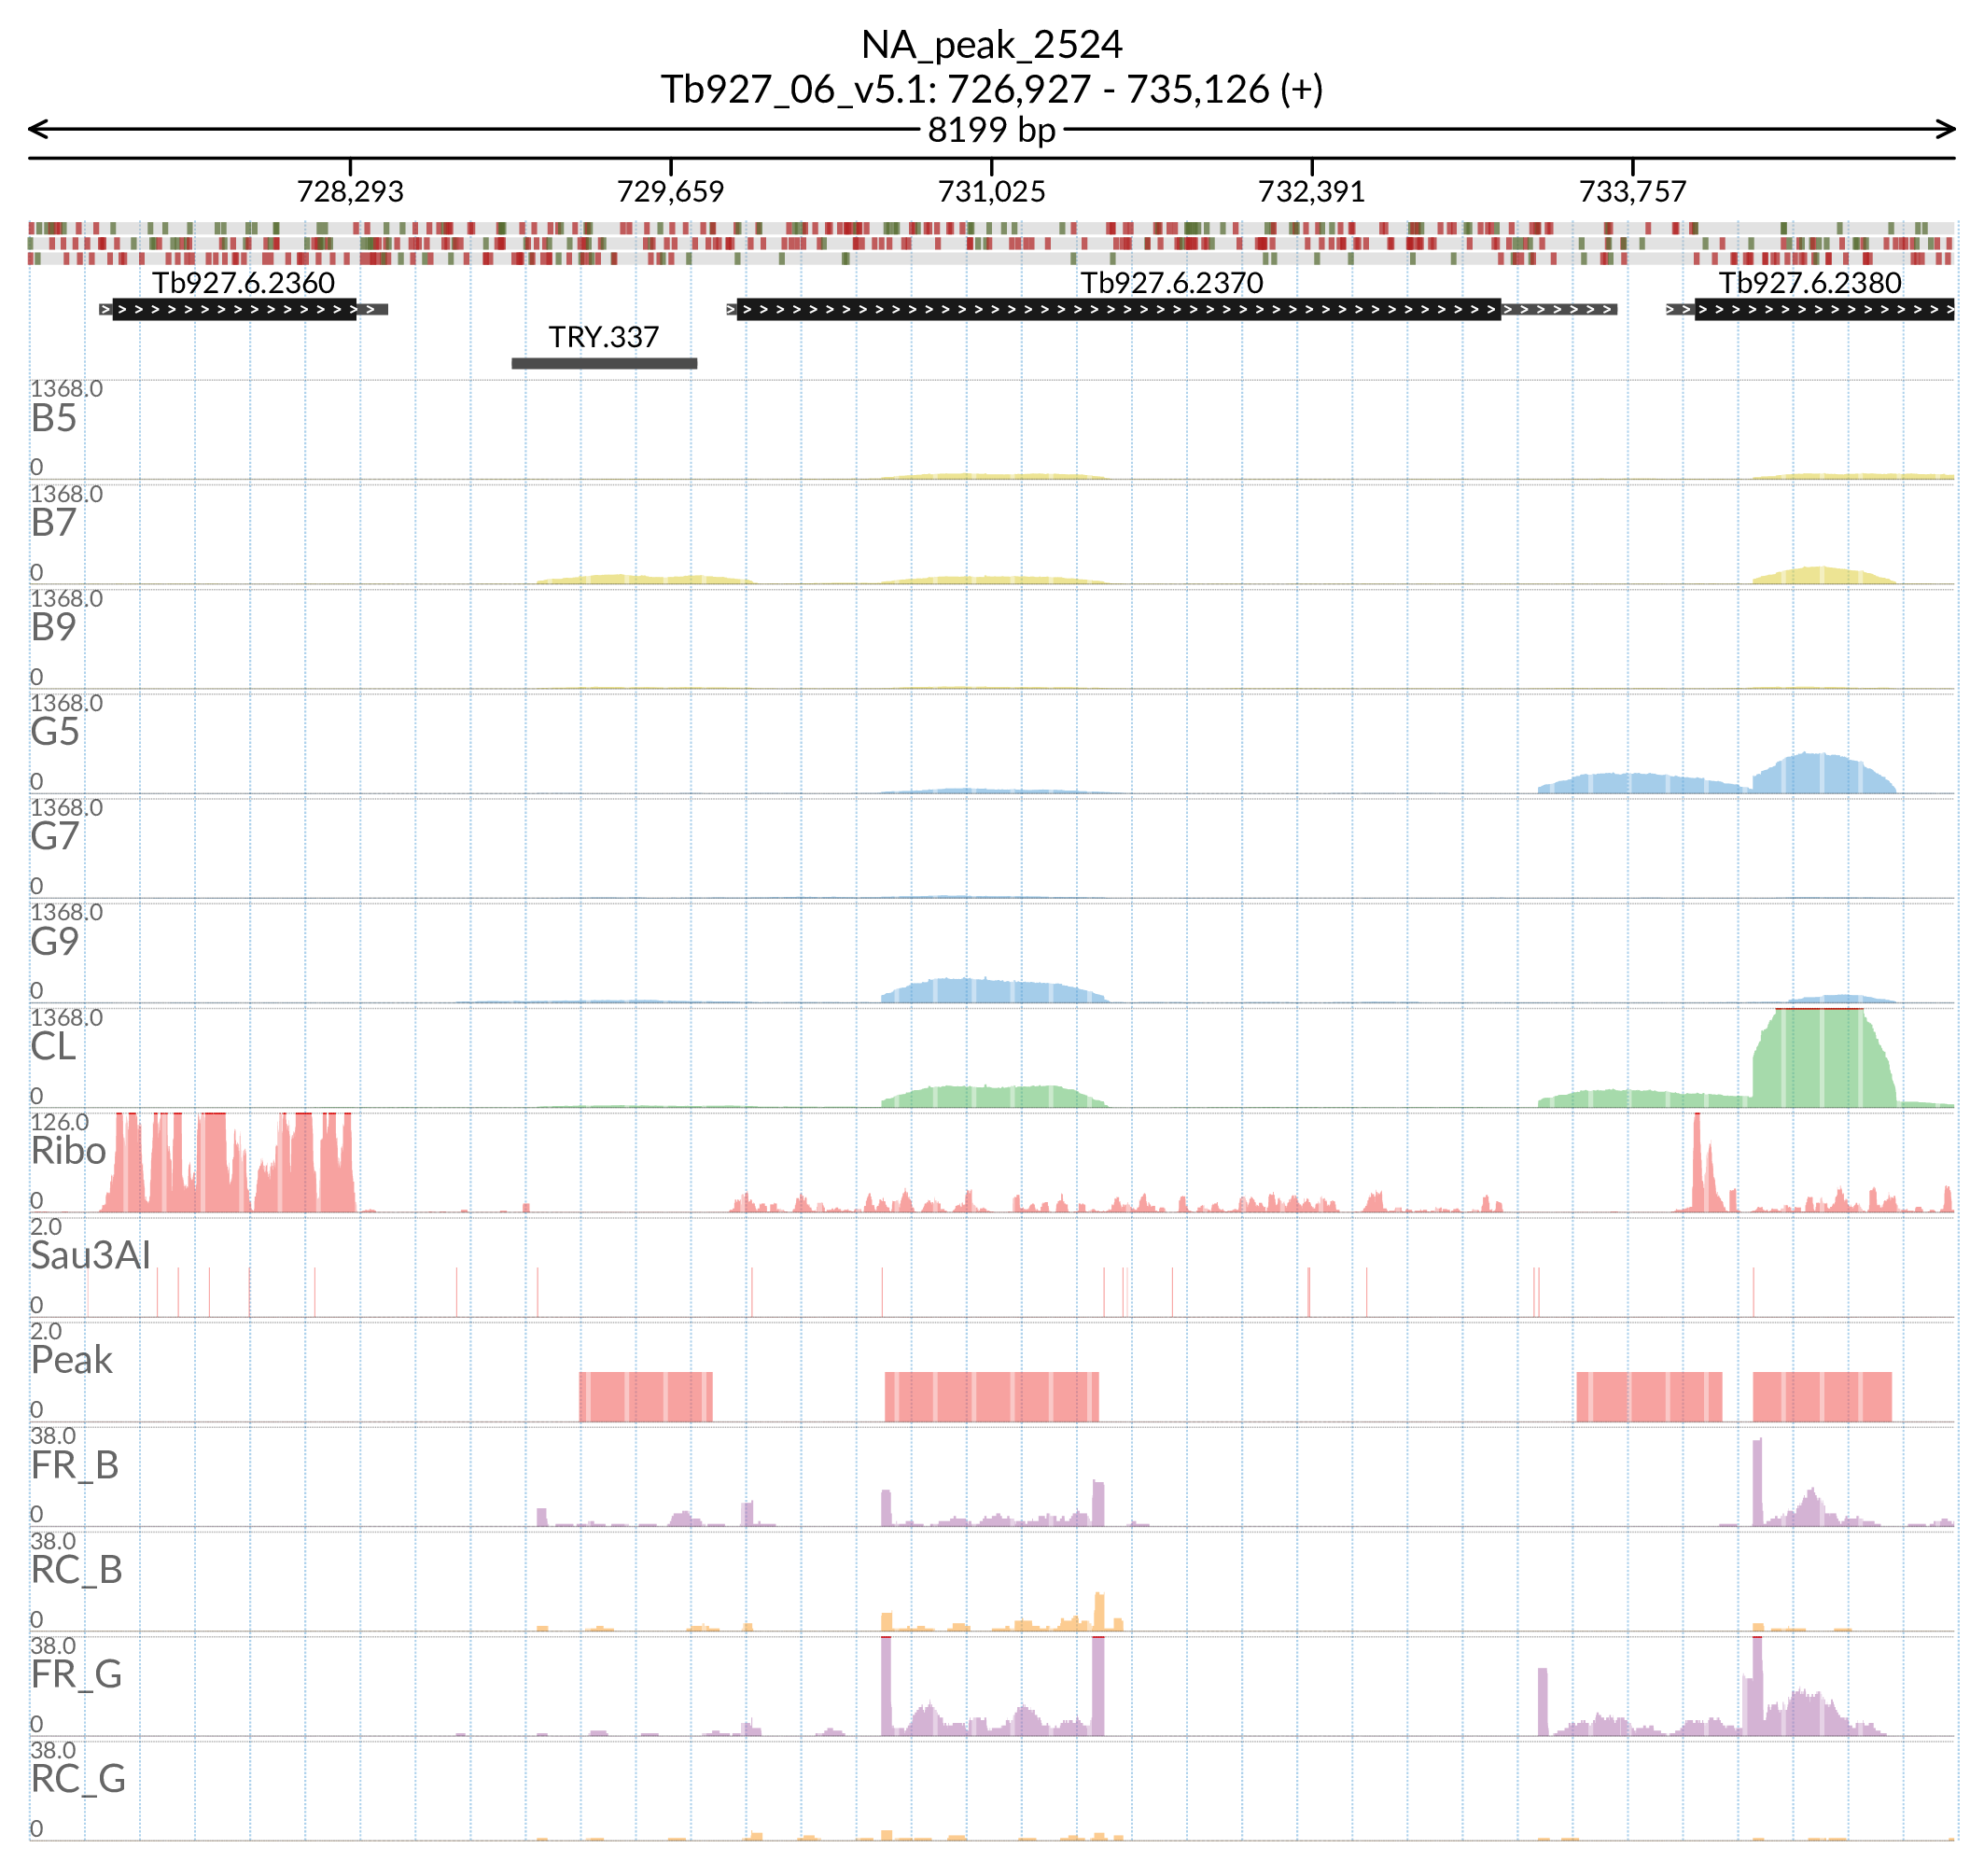 NA_peak_2524
Tb927_06_v5.1: 726,927 - 735,126 (+)
8199 bp
728,293 729,659 731,025 732,391 733,757
Tb927.6.2360 Tb927.6.2370 Tb927.6.2380
TRY.337
1368.0
B5
0
1368.0
B7
0
1368.0
B9
0
1368.0
G5
0
1368.0
G7
0
1368.0
G9
0
1368.0
CL
0
126.0
Ribo
0
2.0
Sau3AI
0
2.0
Peak
0
38.0
FR_B
0
38.0
RC_B
0
38.0
FR_G
0
38.0
RC_G
0